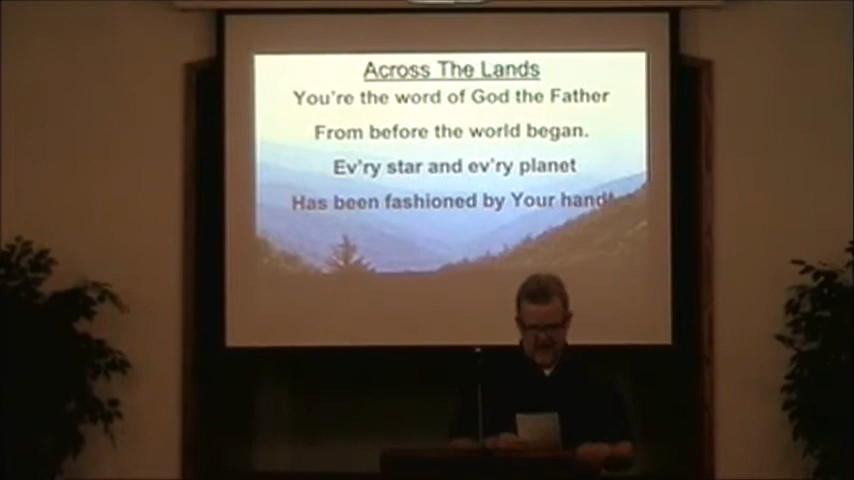 Across The Lands
You're the word of God the Father
From before the world began.
Ev'ry star and ev'ry planet
Has been fashioned by Your hand!